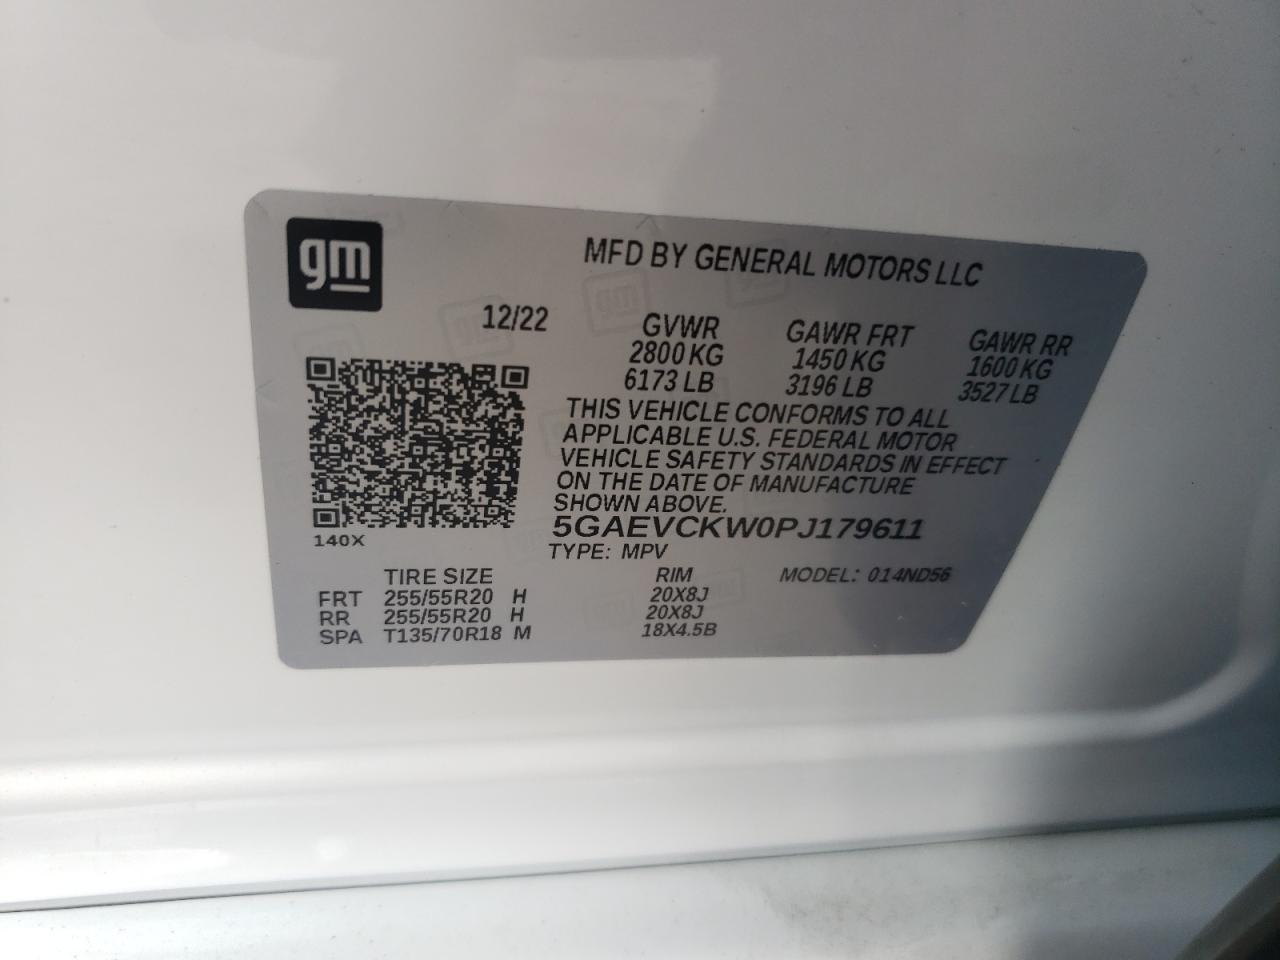 gm
MFD BY GENERAL MOTORS LLC
12/22 GVWR GAWR FRT GAWR RR
2800 KG 1450 KG 1600 KG
6173 LB 3196 LB 3527 LB
THIS VEHICLE CONFORMS TO ALL
APPLICABLE U.S. FEDERAL MOTOR
VEHICLE SAFETY STANDARDS IN EFFECT
ON THE DATE OF MANUFACTURE
SHOWN ABOVE.
5GAEVCKW0PJ179611
140X
TYPE: MPV
TIRE SIZE RIM MODEL: 014ND56
FRT 255/55R20 H 20X8J
RR 255/55R20 H 20X8J
SPA T135/70R18 M 18X4.5B